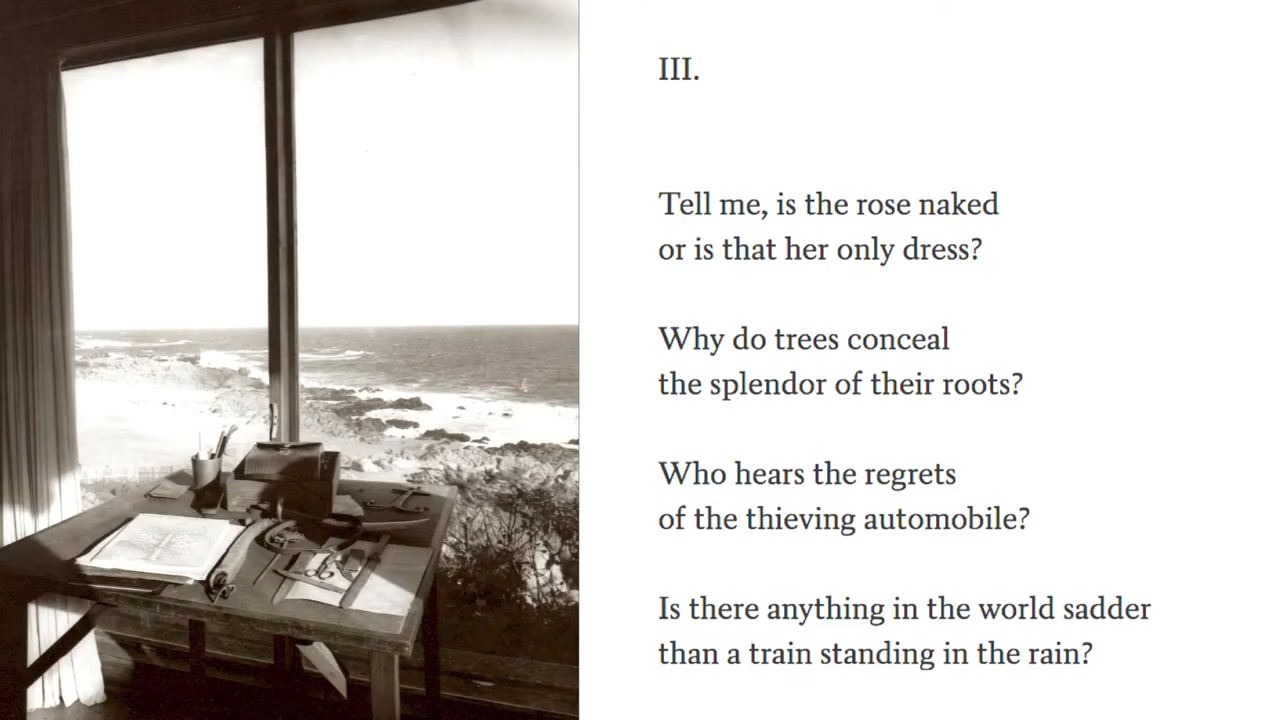 III.
Tell me, is the rose naked
or is that her only dress?
Why do trees conceal
the splendor of their roots?
Who hears the regrets
of the thieving automobile?
Is there anything in the world sadder
than a train standing in the rain?